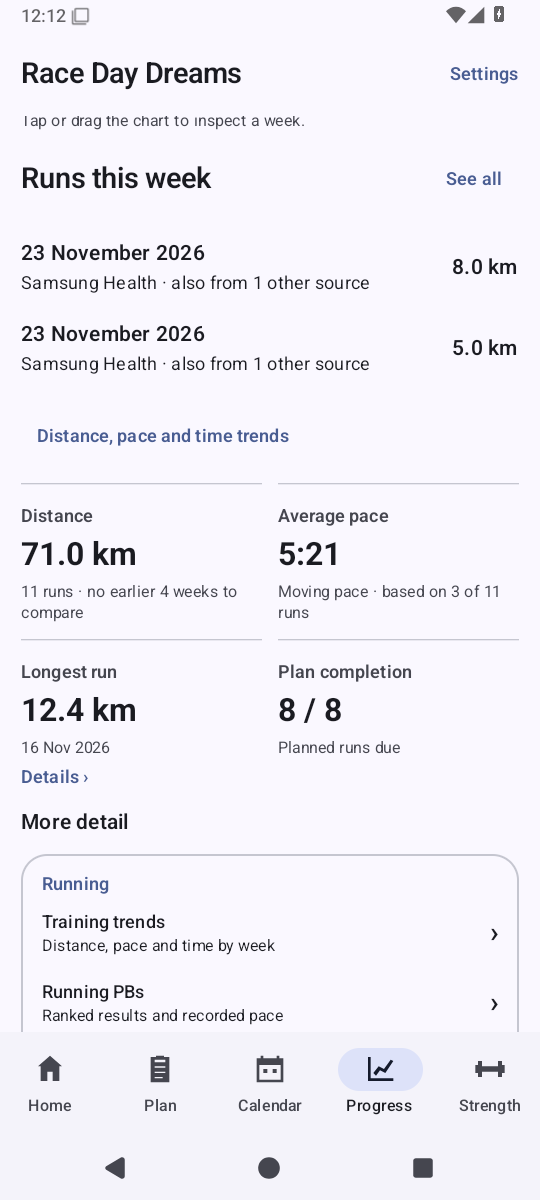 12:12
Race Day Dreams
Settings
Tap or drag the chart to inspect a week.
Runs this week
See all
23 November 2026
Samsung Health · also from 1 other source
8.0 km
23 November 2026
Samsung Health · also from 1 other source
5.0 km
Distance, pace and time trends
Distance
71.0 km
11 runs · no earlier 4 weeks to
compare
Average pace
5:21
Moving pace · based on 3 of 11
runs
Longest run
12.4 km
16 Nov 2026
Details ›
Plan completion
8 / 8
Planned runs due
More detail
Running
Training trends
Distance, pace and time by week
›
Running PBs
Ranked results and recorded pace
›
Home
Plan
Calendar
Progress
Strength